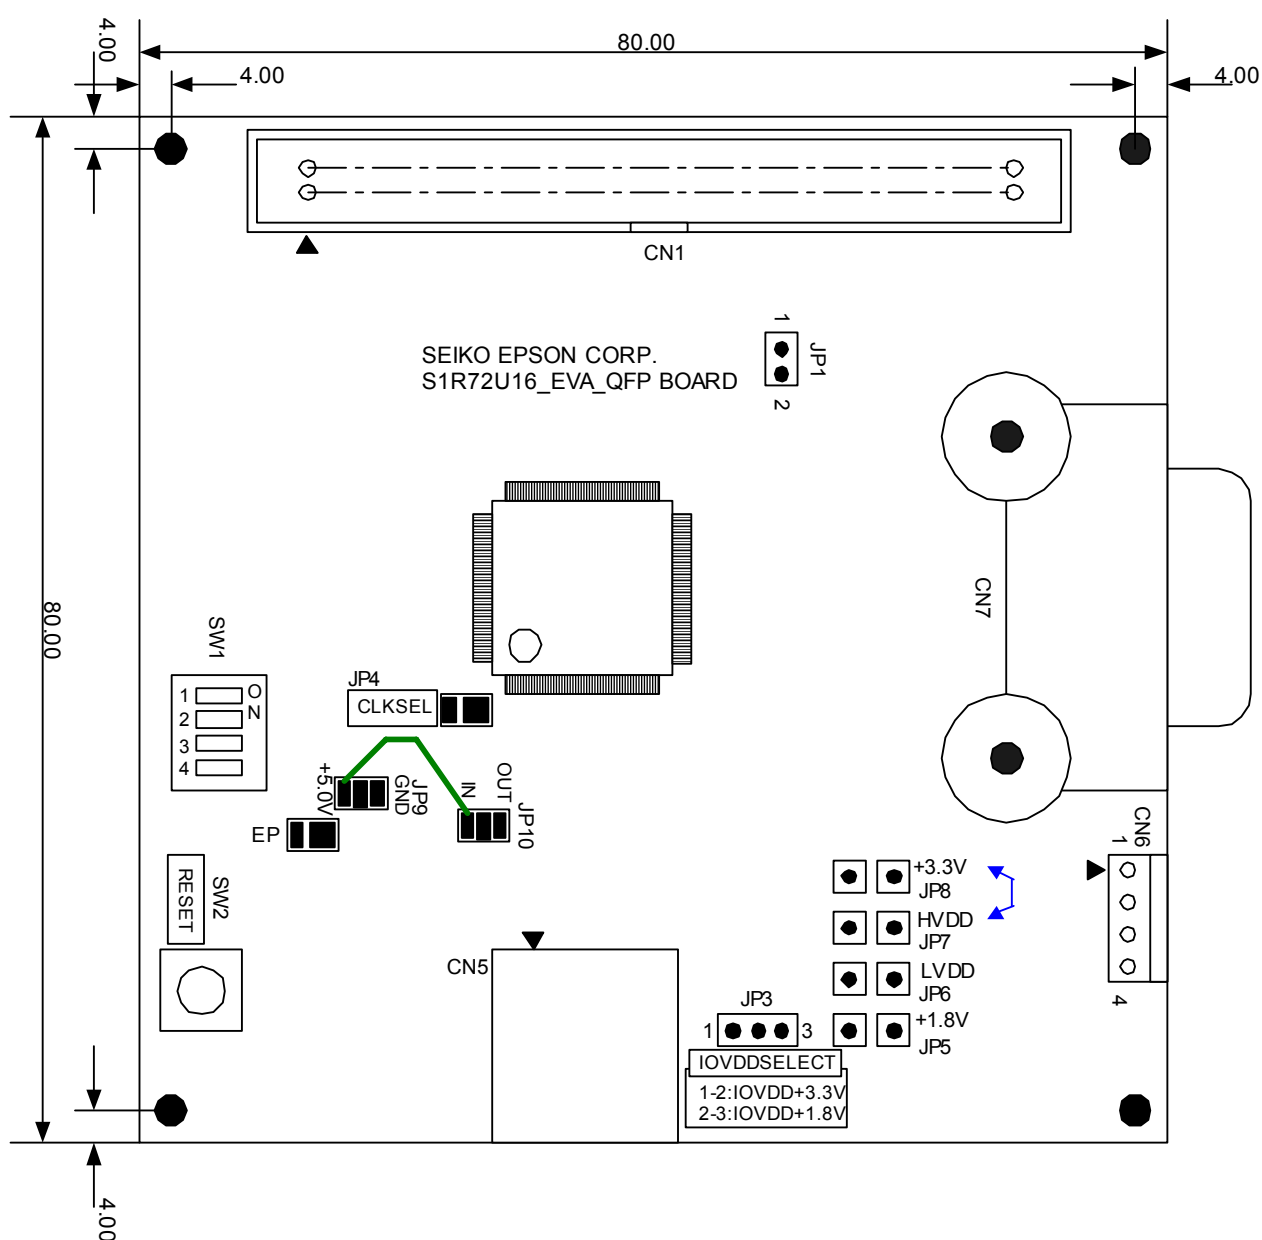 4.00
80.00
4.00
4.00
CN1
1
JP1
2
SEIKO EPSON CORP.
S1R72U16_EVA_QFP BOARD
80.00
CN7
SW1
1
2
3
4
O
N
JP4
CLKSEL
+5.0V
GND
JP9
IN
OUT
JP10
EP
RESET
SW2
CN5
CN6
1
4
+3.3V
JP8
HVDD
JP7
LVDD
JP6
+1.8V
JP5
JP3
1
3
IOVDDSELECT
1-2:IOVDD+3.3V
2-3:IOVDD+1.8V
4.00